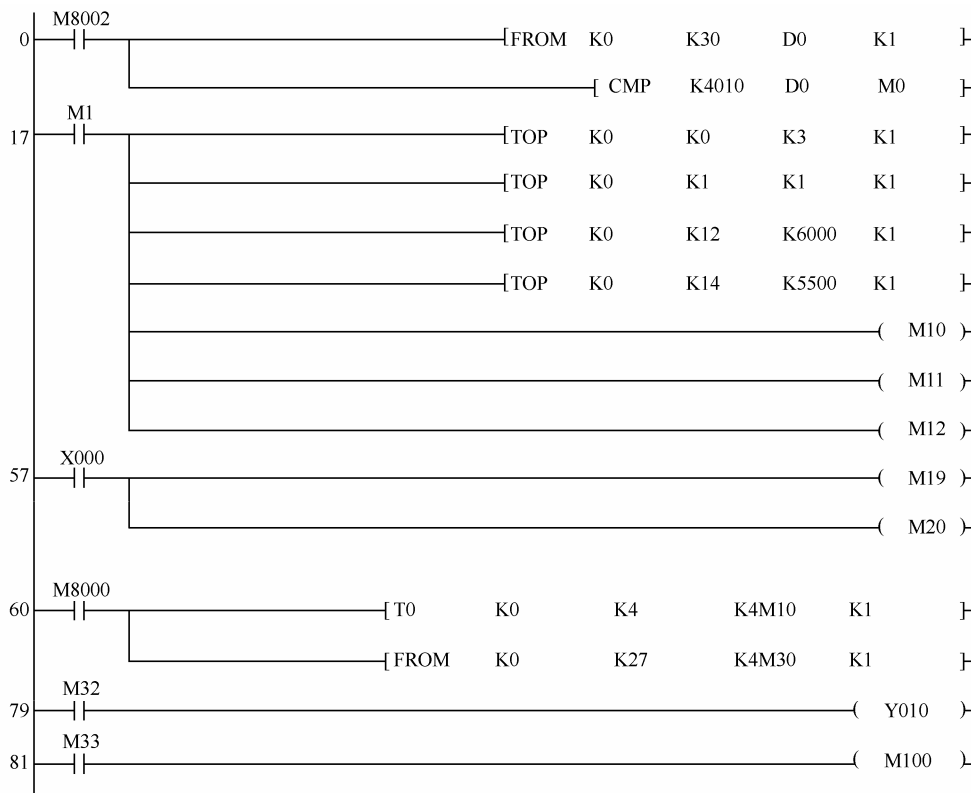 M8002
0 [FROM K0 K30 D0 K1 ]
[ CMP K4010 D0 M0 ]
M1
17 [TOP K0 K0 K3 K1 ]
[TOP K0 K1 K1 K1 ]
[TOP K0 K12 K6000 K1 ]
[TOP K0 K14 K5500 K1 ]
( M10 )
( M11 )
( M12 )
X000
57 ( M19 )
( M20 )
M8000
60 [ T0 K0 K4 K4M10 K1 ]
[ FROM K0 K27 K4M30 K1 ]
M32
79 ( Y010 )
M33
81 ( M100 )